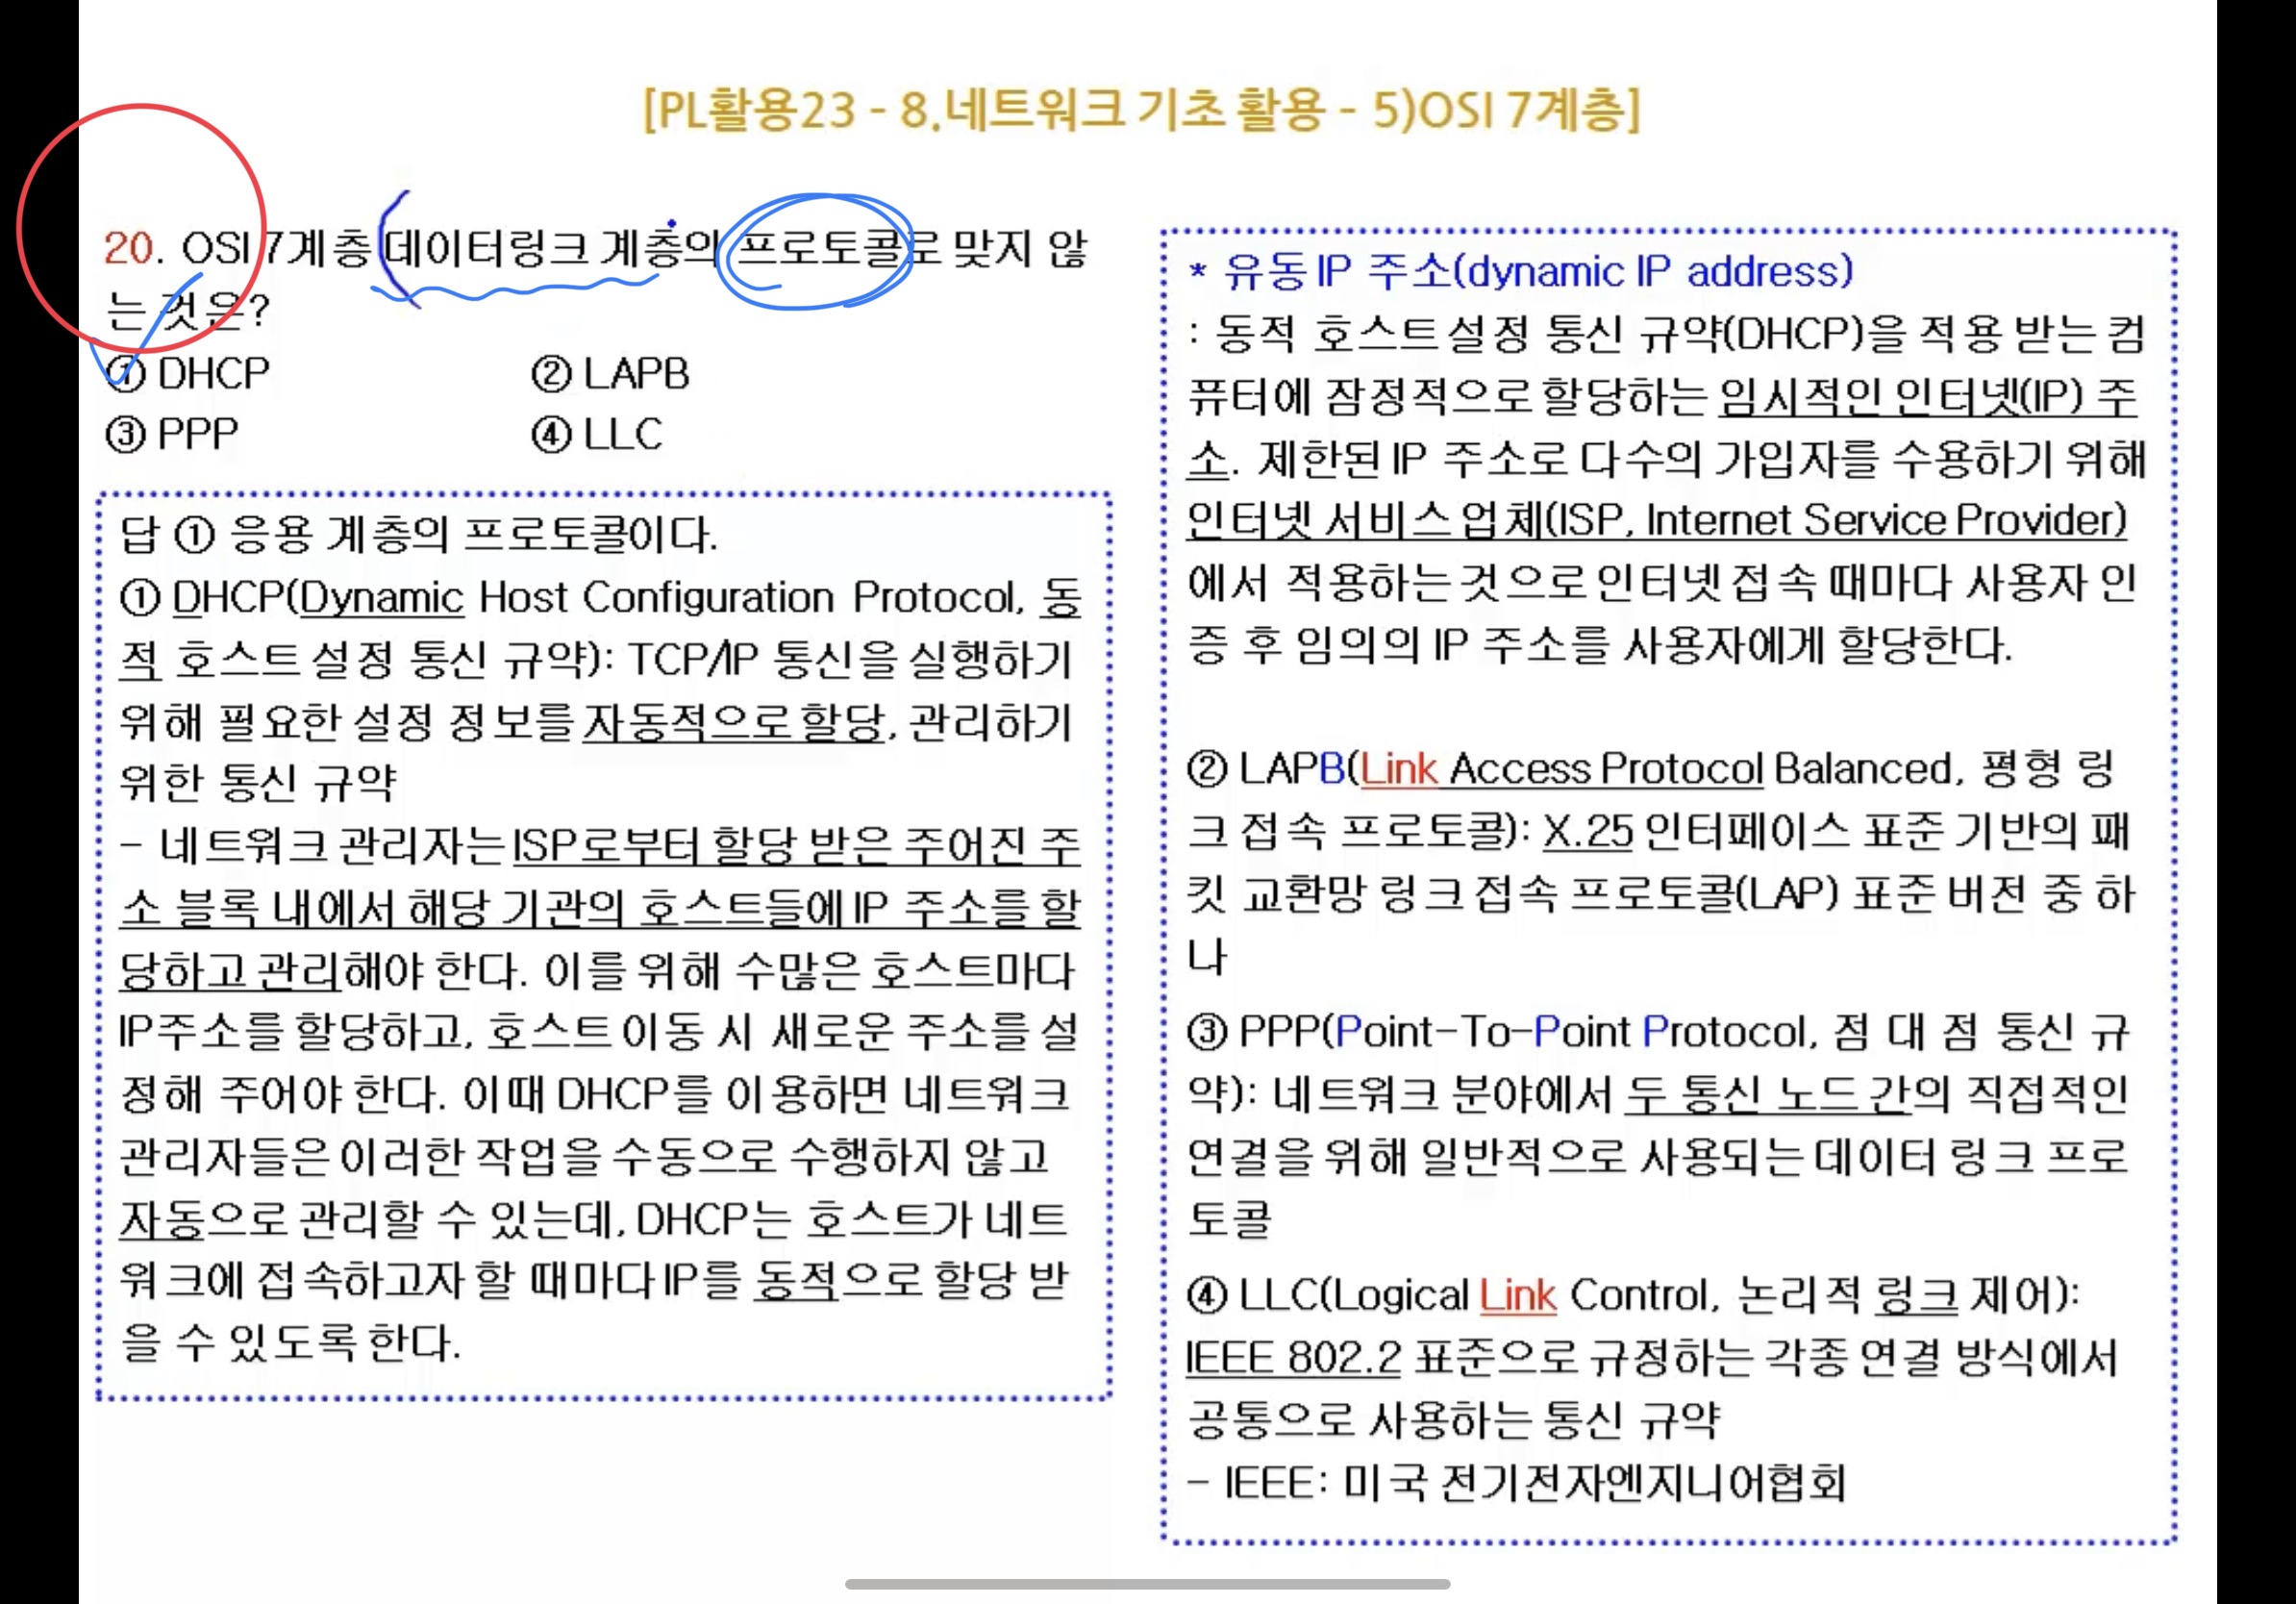 [PL활용23 - 8.네트워크 기초 활용 - 5)OSI 7계층]
20. OSI 7계층 데이터링크 계층의 프로토콜로 맞지 않
는 것은?
① DHCP ② LAPB
③ PPP ④ LLC
답 ① 응용 계층의 프로토콜이다.
① DHCP(Dynamic Host Configuration Protocol, 동
적 호스트 설정 통신 규약): TCP/IP 통신을 실행하기
위해 필요한 설정 정보를 자동적으로 할당, 관리하기
위한 통신 규약
- 네트워크 관리자는 ISP로부터 할당 받은 주어진 주
소 블록 내에서 해당 기관의 호스트들에 IP 주소를 할
당하고 관리해야 한다. 이를 위해 수많은 호스트마다
IP주소를 할당하고, 호스트 이동 시 새로운 주소를 설
정해 주어야 한다. 이때 DHCP를 이용하면 네트워크
관리자들은 이러한 작업을 수동으로 수행하지 않고
자동으로 관리할 수 있는데, DHCP는 호스트가 네트
워크에 접속하고자 할 때마다 IP를 동적으로 할당 받
을 수 있도록 한다.
* 유동 IP 주소(dynamic IP address)
: 동적 호스트 설정 통신 규약(DHCP)을 적용 받는 컴
퓨터에 잠정적으로 할당하는 임시적인 인터넷(IP) 주
소. 제한된 IP 주소로 다수의 가입자를 수용하기 위해
인터넷 서비스 업체(ISP, Internet Service Provider)
에서 적용하는 것으로 인터넷 접속 때마다 사용자 인
증 후 임의의 IP 주소를 사용자에게 할당한다.
② LAPB(Link Access Protocol Balanced, 평형 링
크 접속 프로토콜): X.25 인터페이스 표준 기반의 패
킷 교환망 링크 접속 프로토콜(LAP) 표준 버전 중 하
나
③ PPP(Point-To-Point Protocol, 점 대 점 통신 규
약): 네트워크 분야에서 두 통신 노드 간의 직접적인
연결을 위해 일반적으로 사용되는 데이터 링크 프로
토콜
④ LLC(Logical Link Control, 논리적 링크 제어):
IEEE 802.2 표준으로 규정하는 각종 연결 방식에서
공통으로 사용하는 통신 규약
- IEEE: 미국 전기전자엔지니어협회